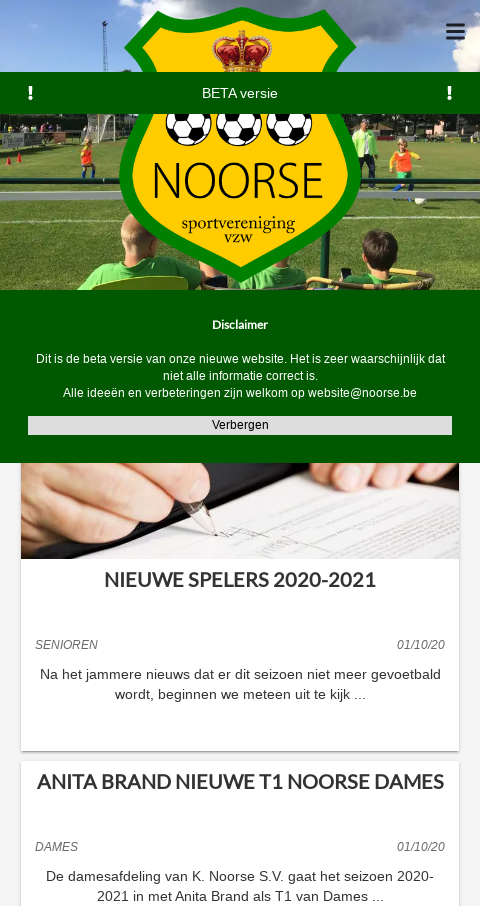 BETA versie
NOORSE
sportvereniging
vzw
Disclaimer
Dit is de beta versie van onze nieuwe website. Het is zeer waarschijnlijk dat
niet alle informatie correct is.
Alle ideeën en verbeteringen zijn welkom op website@noorse.be
Verbergen
NIEUWE SPELERS 2020-2021
SENIOREN 01/10/20
Na het jammere nieuws dat er dit seizoen niet meer gevoetbald
wordt, beginnen we meteen uit te kijk ...
ANITA BRAND NIEUWE T1 NOORSE DAMES
DAMES 01/10/20
De damesafdeling van K. Noorse S.V. gaat het seizoen 2020-
2021 in met Anita Brand als T1 van Dames ...